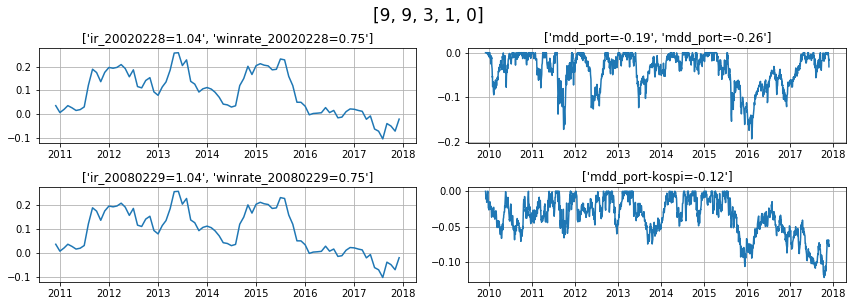 [9, 9, 3, 1, 0]
['ir_20020228=1.04', 'winrate_20020228=0.75']
0.2
0.1
0.0
−0.1
2011 2012 2013 2014 2015 2016 2017 2018
['mdd_port=-0.19', 'mdd_port=-0.26']
0.0
−0.1
−0.2
2010 2011 2012 2013 2014 2015 2016 2017 2018
['ir_20080229=1.04', 'winrate_20080229=0.75']
0.2
0.1
0.0
−0.1
2011 2012 2013 2014 2015 2016 2017 2018
['mdd_port-kospi=-0.12']
0.00
−0.05
−0.10
2010 2011 2012 2013 2014 2015 2016 2017 2018